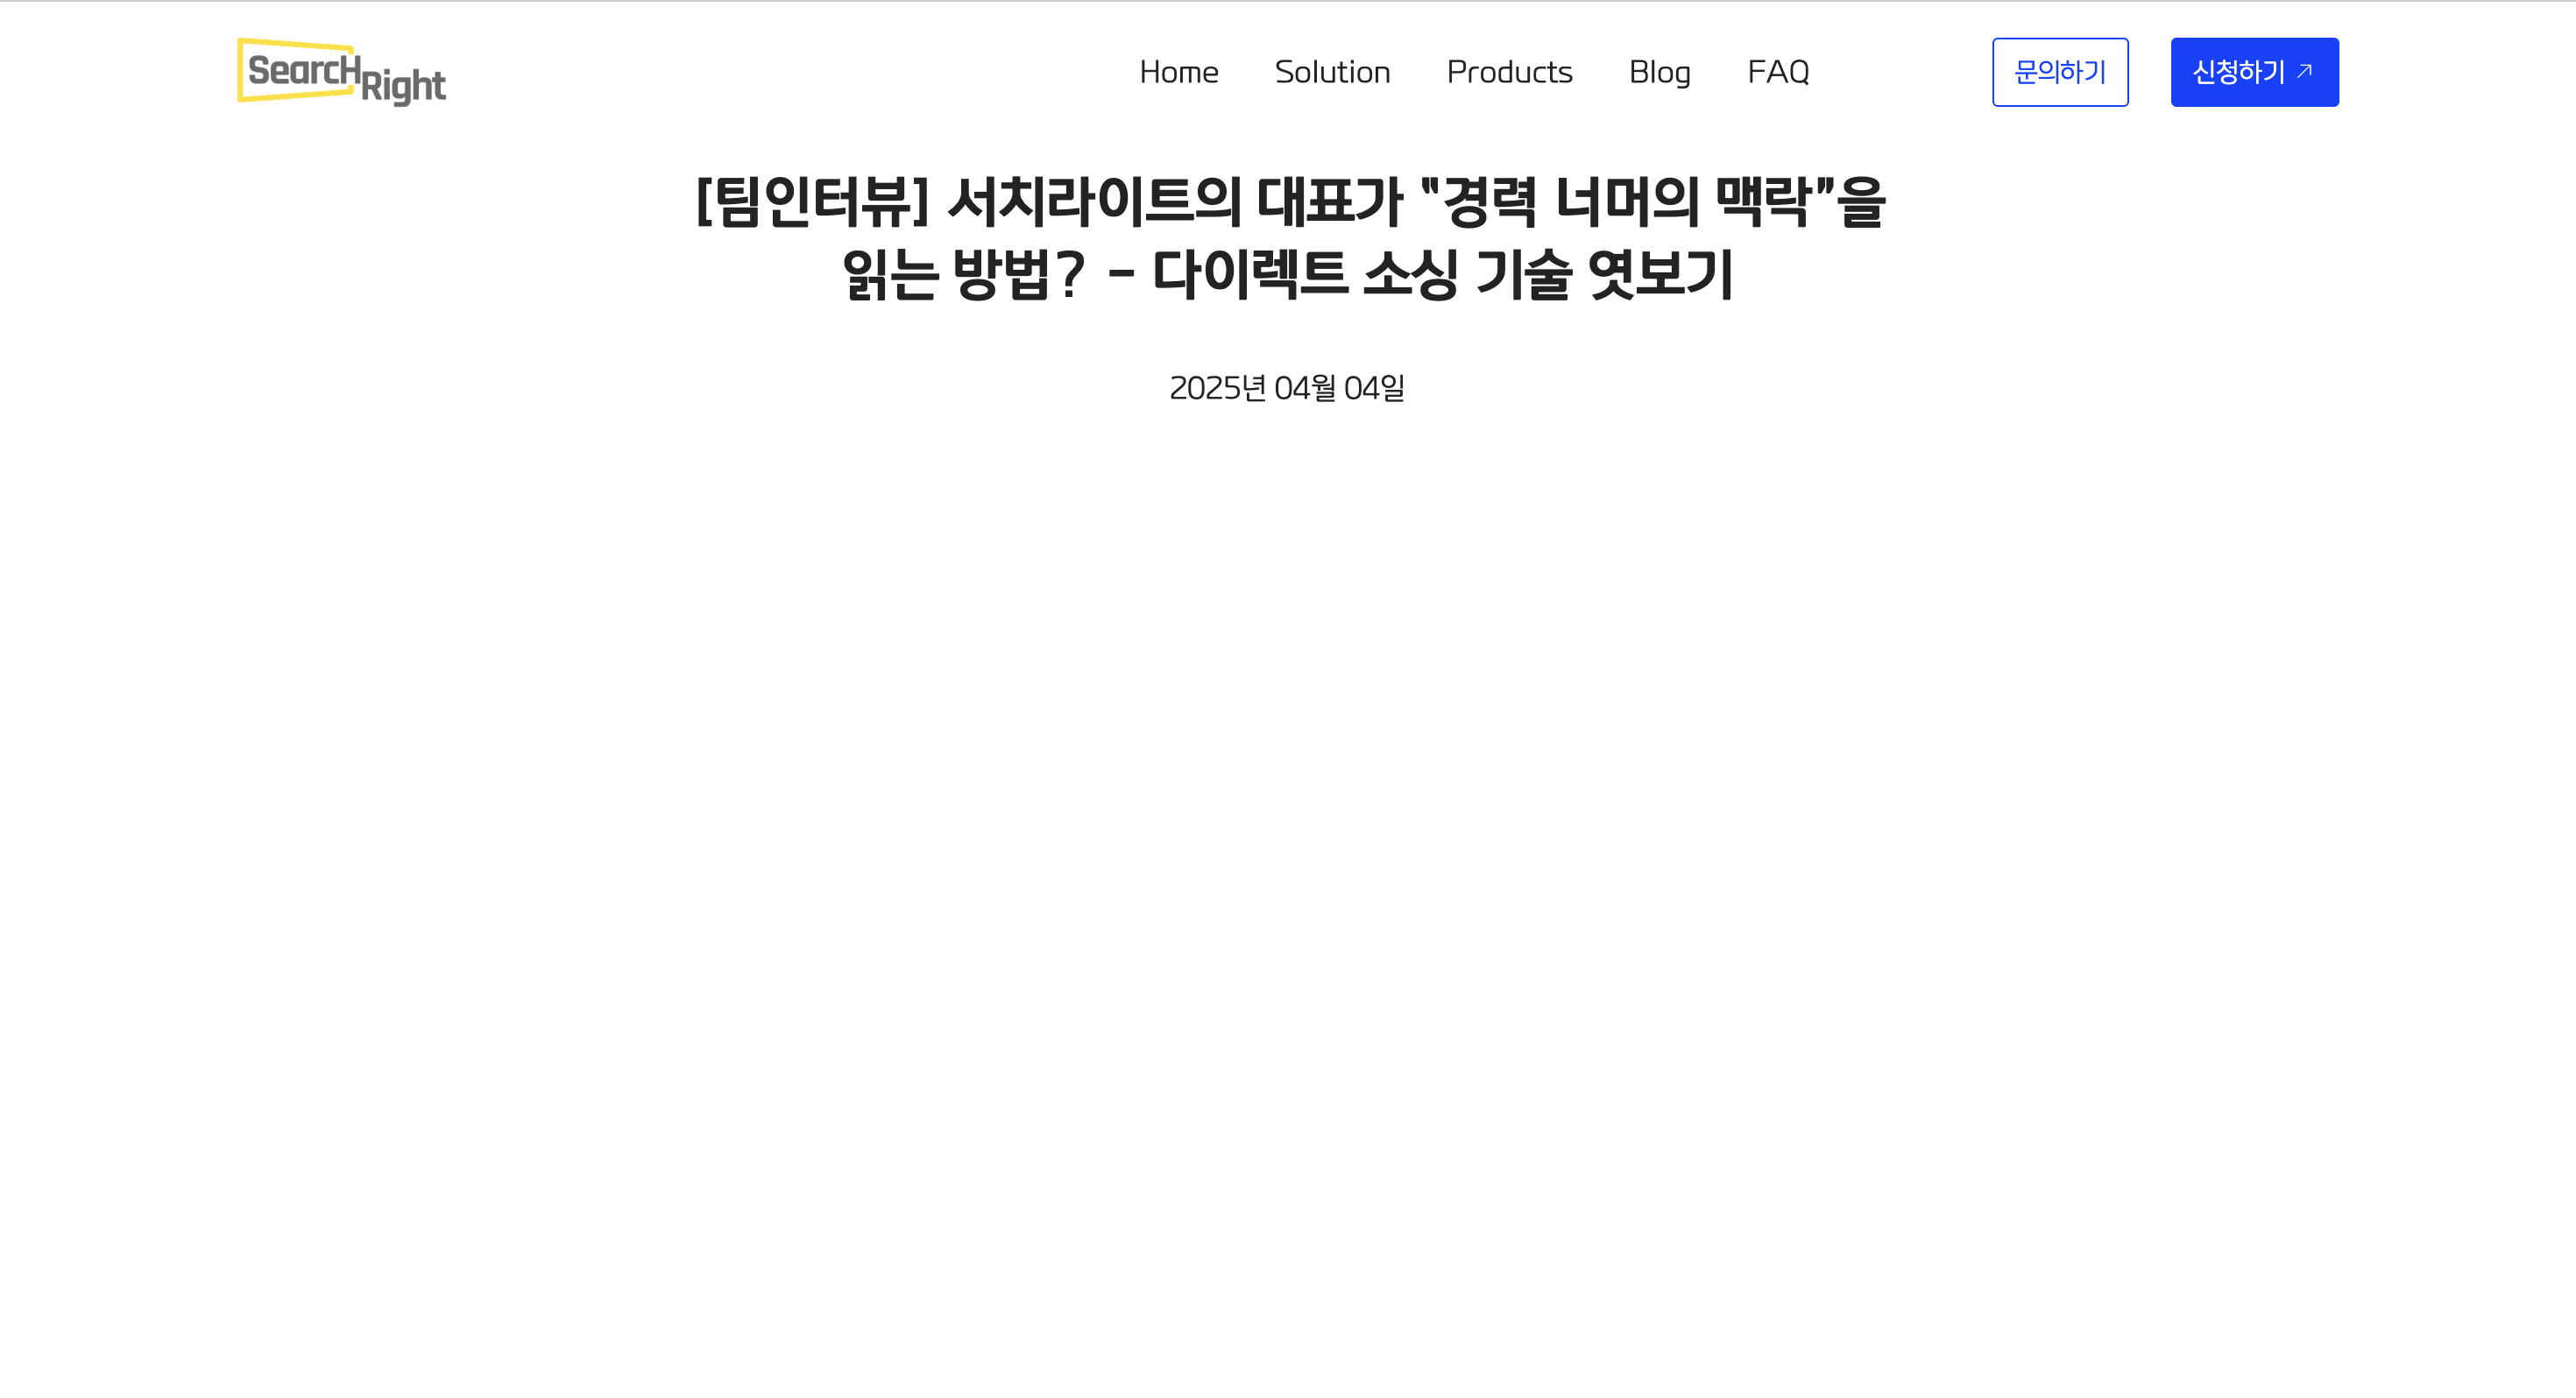 SearcH Right
Home Solution Products Blog FAQ 문의하기 신청하기
[팀인터뷰] 서치라이트의 대표가 “경력 너머의 맥락”을
읽는 방법? - 다이렉트 소싱 기술 엿보기
2025년 04월 04일